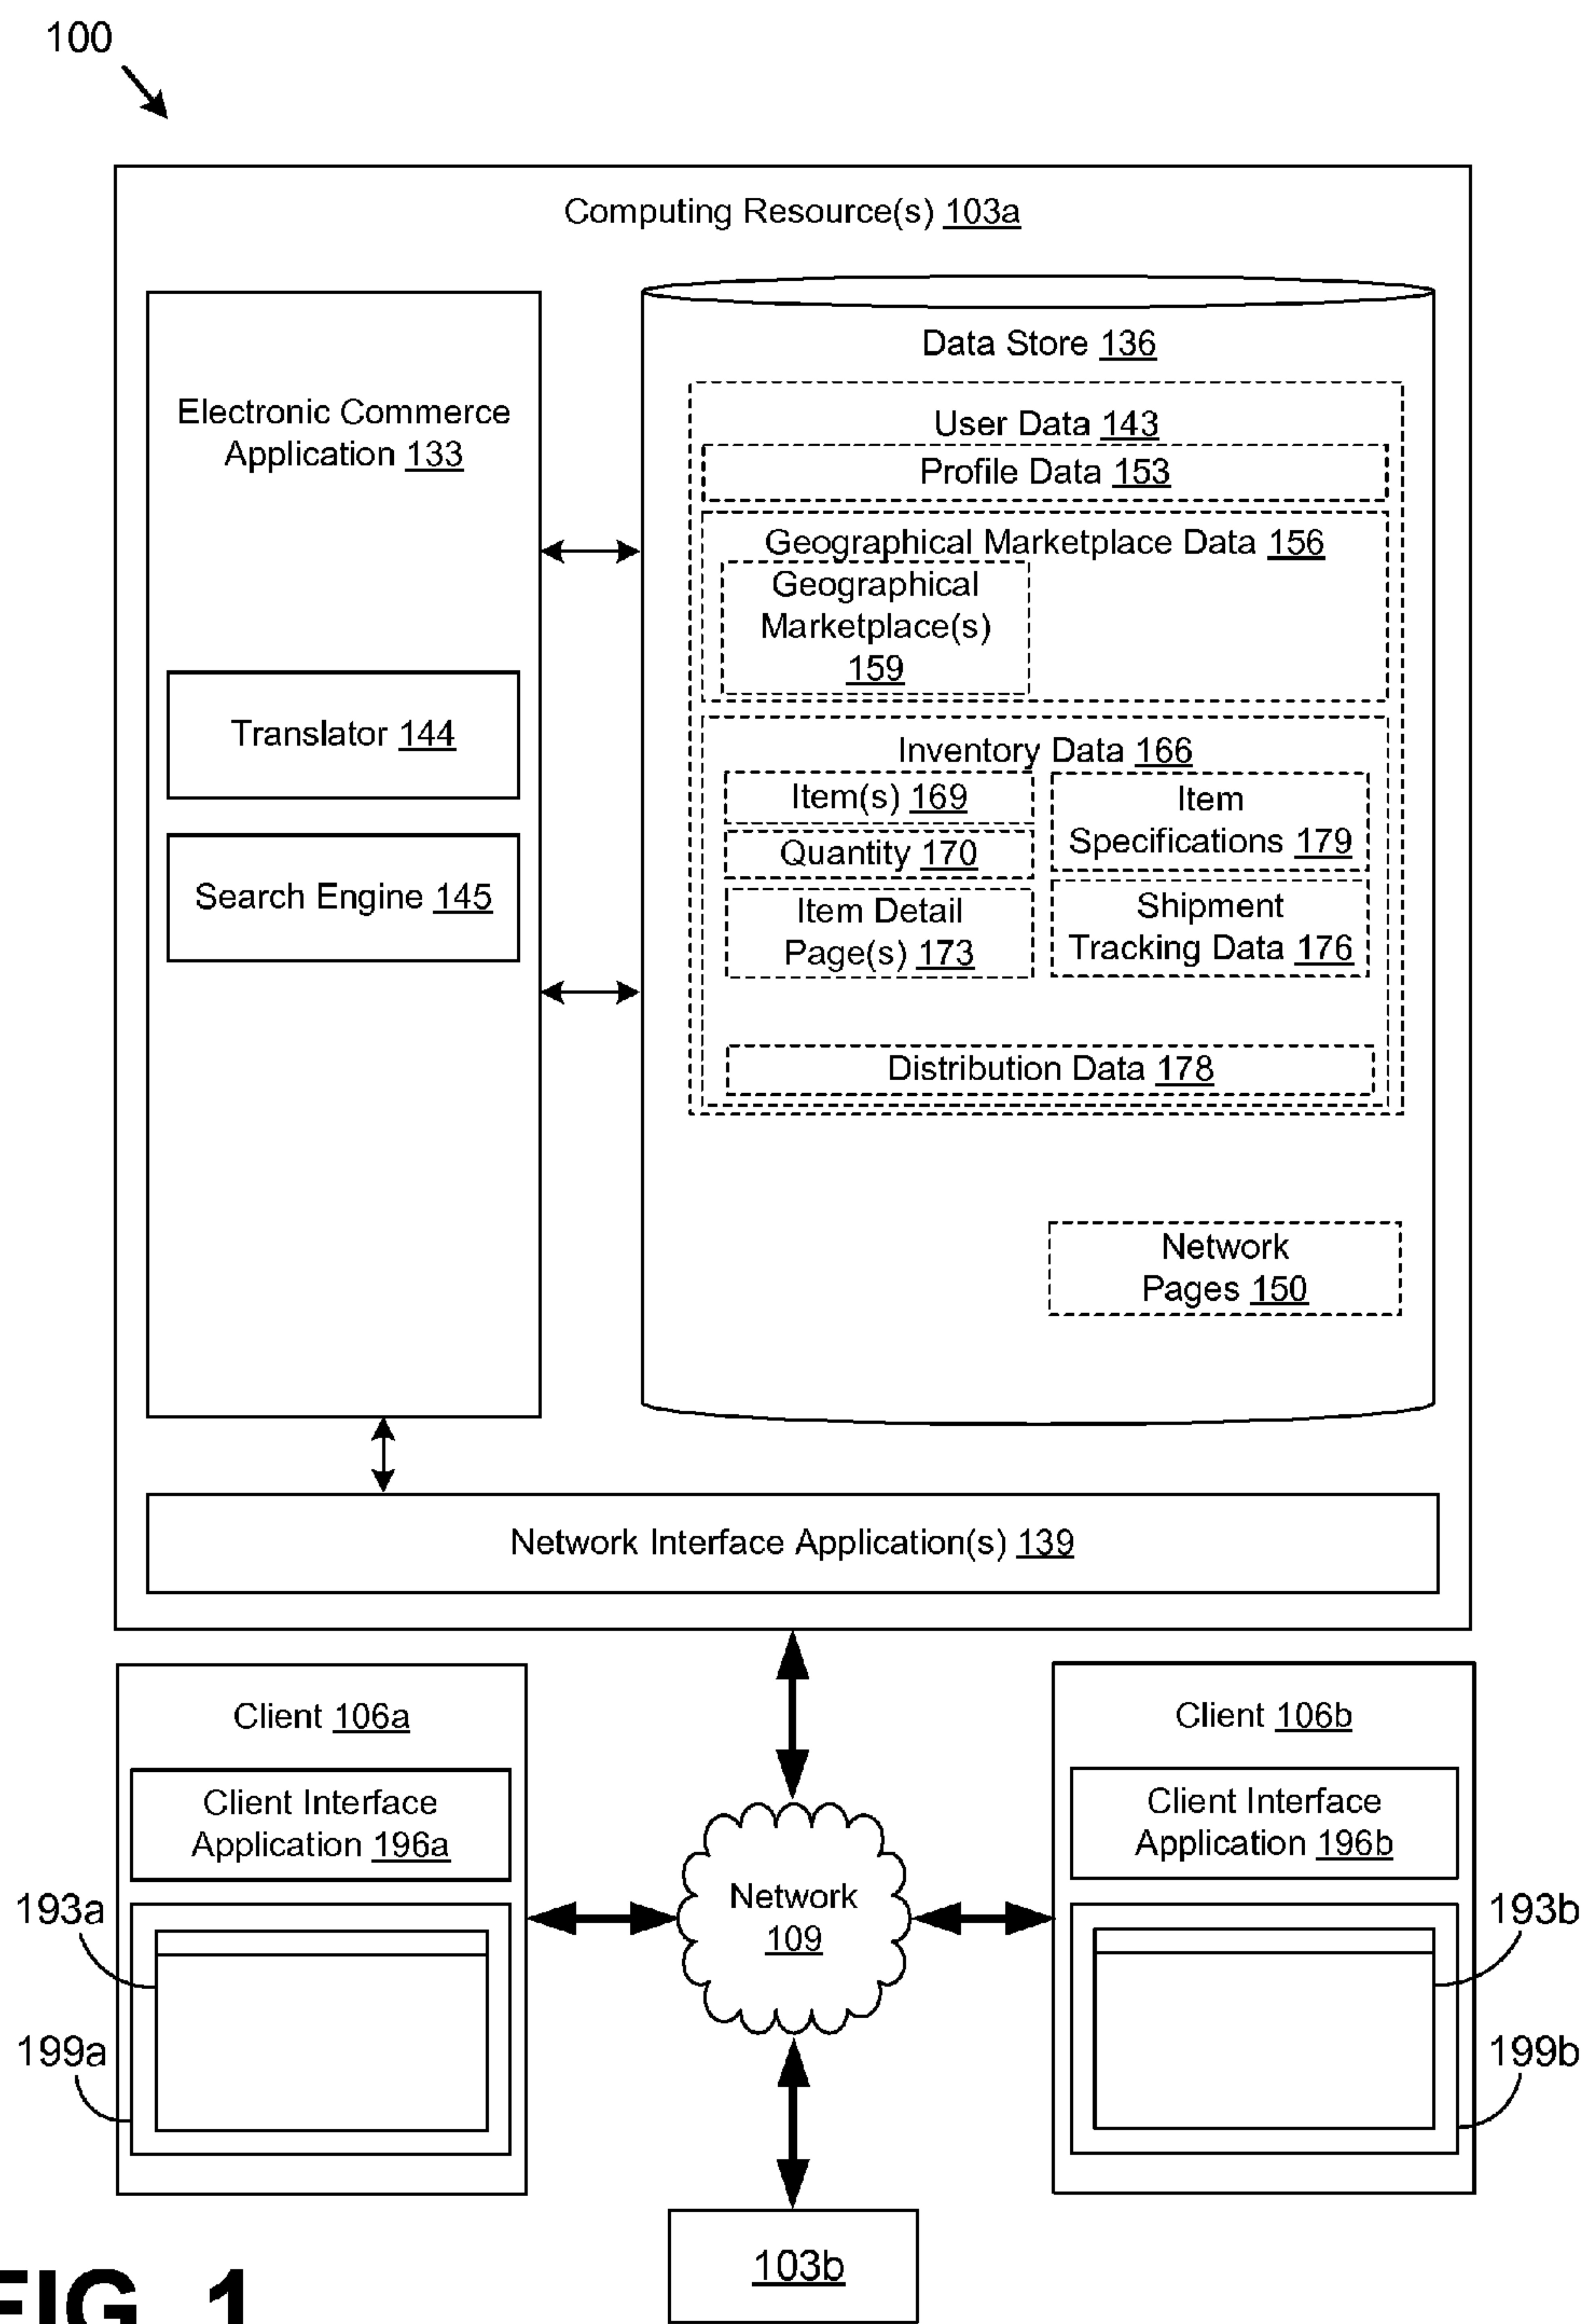 100
Computing Resource(s) 103a
Electronic Commerce
Application 133
Translator 144
Search Engine 145
Data Store 136
User Data 143
Profile Data 153
Geographical Marketplace Data 156
Geographical
Marketplace(s)
159
Inventory Data 166
Item(s) 169
Quantity 170
Item Detail
Page(s) 173
Item
Specifications 179
Shipment
Tracking Data 176
Distribution Data 178
Network
Pages 150
Network Interface Application(s) 139
Client 106a
Client Interface
Application 196a
193a
199a
Network
109
Client 106b
Client Interface
Application 196b
193b
199b
103b
FIG. 1